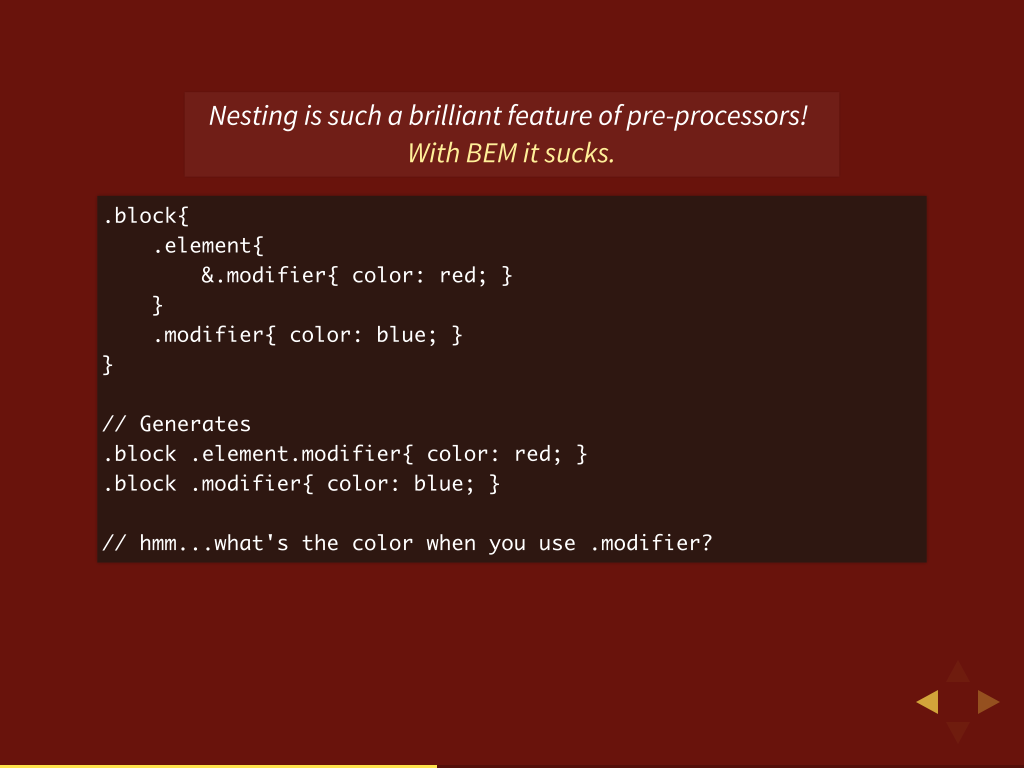 Nesting is such a brilliant feature of pre-processors!
With BEM it sucks.
.block{
    .element{
        &.modifier{ color: red; }
    }
    .modifier{ color: blue; }
}
// Generates
.block .element.modifier{ color: red; }
.block .modifier{ color: blue; }
// hmm...what's the color when you use .modifier?